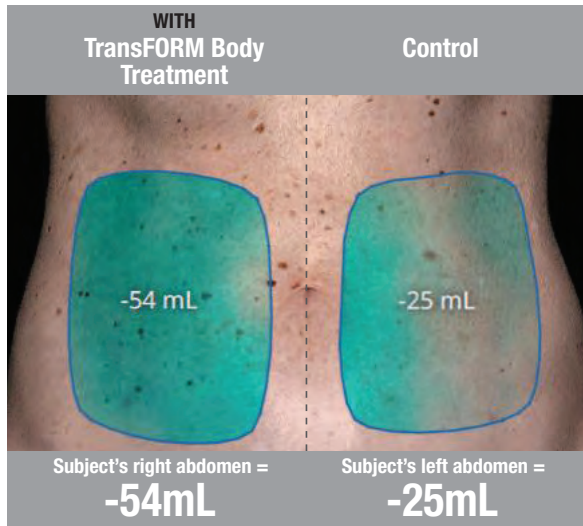 WITH
TransFORM Body
Treatment
Control
-54 mL
-25 mL
Subject's right abdomen =
-54mL
Subject's left abdomen =
-25mL